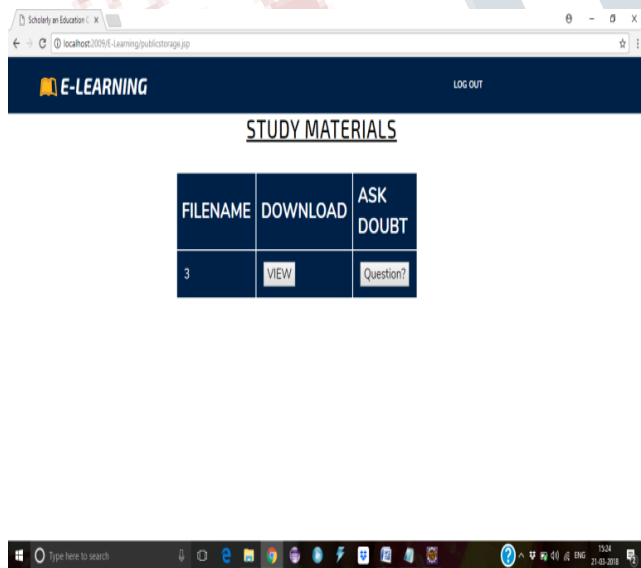 Scholarly an Education C
localhost:2009/E-Learning/publicstorage.jsp
E-LEARNING
LOG OUT
STUDY MATERIALS
FILENAME DOWNLOAD ASK DOUBT
3 VIEW Question?
Type here to search
ENG
15:24
21-03-2018